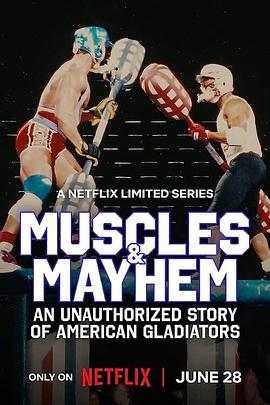 A NETFLIX LIMITED SERIES
MUSCLES
& MAYHEM
AN UNAUTHORIZED STORY
OF AMERICAN GLADIATORS
ONLY ON NETFLIX | JUNE 28